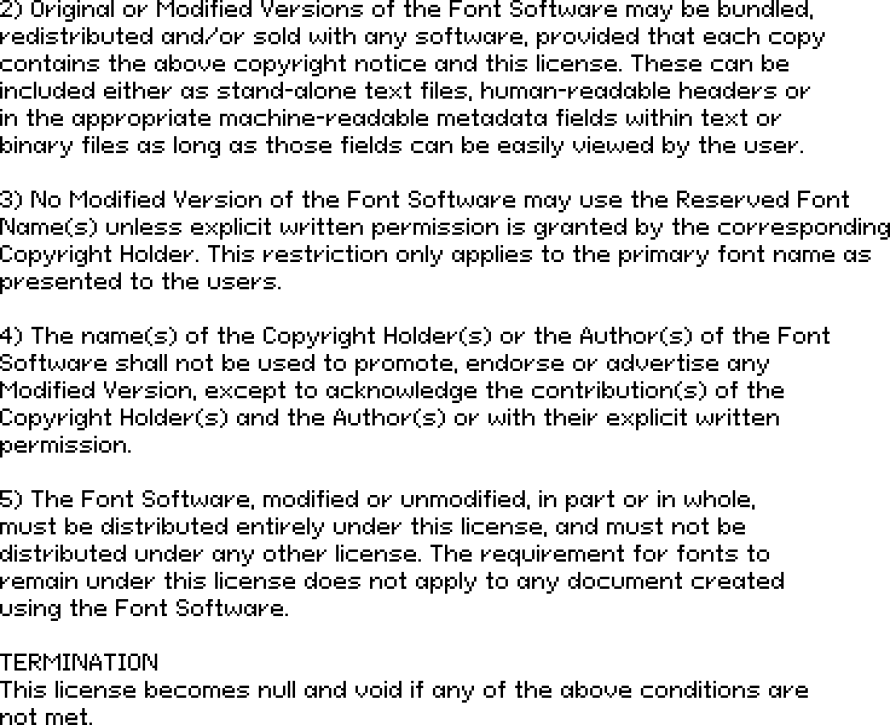 2) Original or Modified Versions of the Font Software may be bundled,
redistributed and/or sold with any software, provided that each copy
contains the above copyright notice and this license. These can be
included either as stand-alone text files, human-readable headers or
in the appropriate machine-readable metadata fields within text or
binary files as long as those fields can be easily viewed by the user.

3) No Modified Version of the Font Software may use the Reserved Font
Name(s) unless explicit written permission is granted by the corresponding
Copyright Holder. This restriction only applies to the primary font name as
presented to the users.

4) The name(s) of the Copyright Holder(s) or the Author(s) of the Font
Software shall not be used to promote, endorse or advertise any
Modified Version, except to acknowledge the contribution(s) of the
Copyright Holder(s) and the Author(s) or with their explicit written
permission.

5) The Font Software, modified or unmodified, in part or in whole,
must be distributed entirely under this license, and must not be
distributed under any other license. The requirement for fonts to
remain under this license does not apply to any document created
using the Font Software.

TERMINATION
This license becomes null and void if any of the above conditions are
not met.